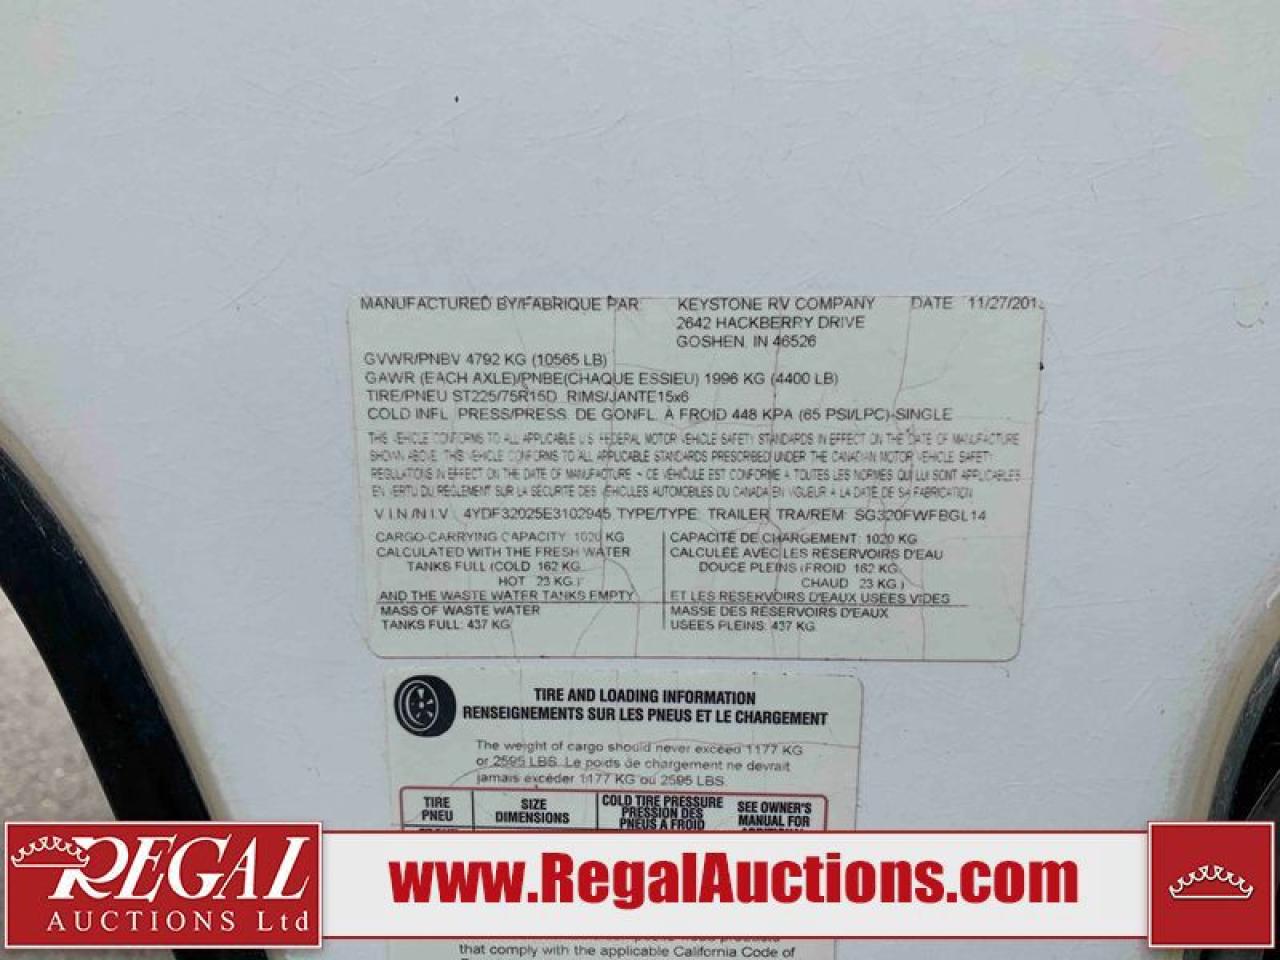 MANUFACTURED BY/FABRIQUE PAR: KEYSTONE RV COMPANY DATE 11/27/201
2642 HACKBERRY DRIVE
GOSHEN, IN 46526
GVWR/PNBV 4792 KG (10565 LB)
GAWR (EACH AXLE)/PNBE(CHAQUE ESSIEU) 1996 KG (4400 LB)
TIRE/PNEU ST225/75R15D RIMS/JANTE15x6
COLD INFL. PRESS/PRESS. DE GONFL. À FROID 448 KPA (65 PSI/LPC)-SINGLE
THIS VEHICLE CONFORMS TO ALL APPLICABLE U.S. FEDERAL MOTOR VEHICLE SAFETY STANDARDS IN EFFECT ON THE DATE OF MANUFACTURE
SHOWN ABOVE. THIS VEHICLE CONFORMS TO ALL APPLICABLE STANDARDS PRESCRIBED UNDER THE CANADIAN MOTOR VEHICLE SAFETY
REGULATIONS IN EFFECT ON THE DATE OF MANUFACTURE - CE VÉHICULE EST CONFORME À TOUTES LES NORMES QUI LUI SONT APPLICABLES
EN VERTU DU RÈGLEMENT SUR LA SÉCURITÉ DES VÉHICULES AUTOMOBILES DU CANADA EN VIGUEUR À LA DATE DE SA FABRICATION
V.I.N./N.I.V. 4YDF32025E3102945 TYPE/TYPE: TRAILER TRA/REM SG320FWFBGL14
CARGO-CARRYING CAPACITY: 1020 KG
CALCULATED WITH THE FRESH WATER
TANKS FULL (COLD 162 KG
HOT 23 KG.)
AND THE WASTE WATER TANKS EMPTY
MASS OF WASTE WATER
TANKS FULL: 437 KG
CAPACITÉ DE CHARGEMENT: 1020 KG
CALCULÉE AVEC LES RÉSERVOIRS D'EAU
DOUCE PLEINS (FROID 162 KG
CHAUD 23 KG.)
ET LES RÉSERVOIRS D'EAUX USÉES VIDES
MASSE DES RÉSERVOIRS D'EAUX
USÉES PLEINS: 437 KG
TIRE AND LOADING INFORMATION
RENSEIGNEMENTS SUR LES PNEUS ET LE CHARGEMENT
The weight of cargo should never exceed 1177 KG
or 2595 LBS. Le poids de chargement ne devrait
jamais excéder 1177 KG ou 2595 LBS.
TIRE
PNEU
SIZE
DIMENSIONS
COLD TIRE PRESSURE
PRESSION DES
PNEUS A FROID
SEE OWNER'S
MANUAL FOR
REGAL
AUCTIONS Ltd
www.RegalAuctions.com
that comply with the applicable California Code of